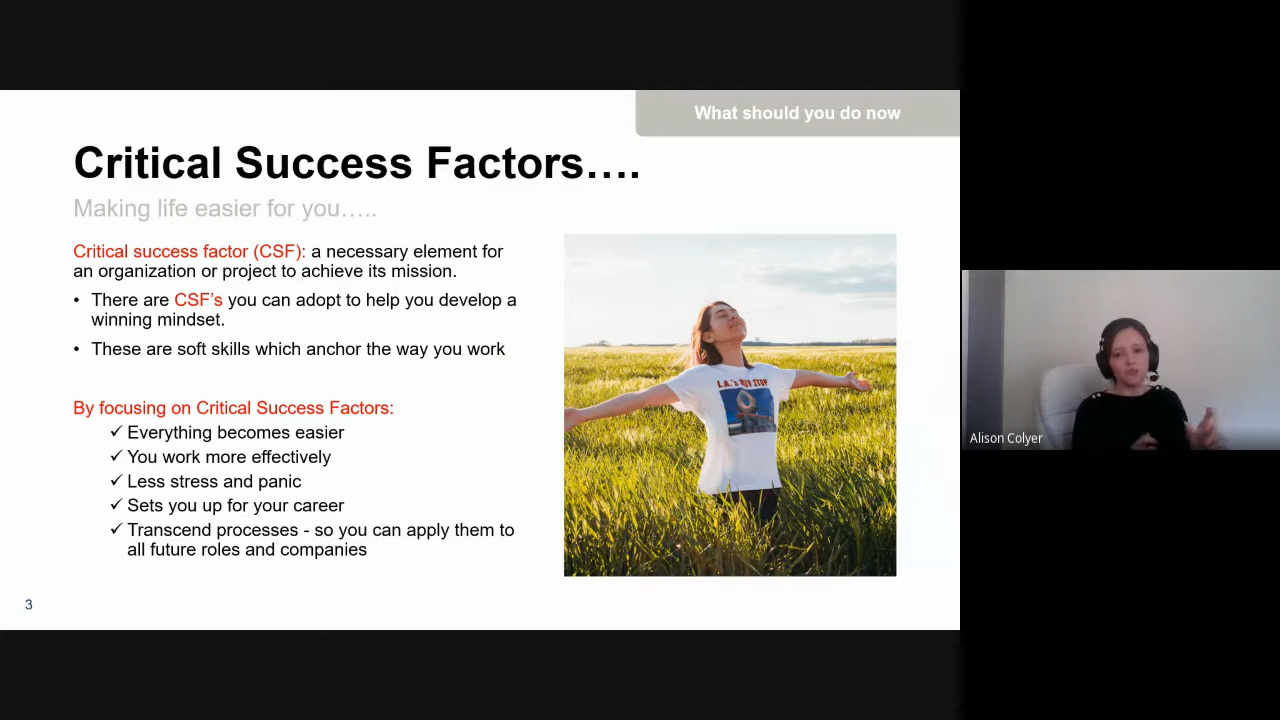 What should you do now
Critical Success Factors....
Making life easier for you.....
Critical success factor (CSF): a necessary element for
an organization or project to achieve its mission.
• There are CSF's you can adopt to help you develop a
winning mindset.
• These are soft skills which anchor the way you work
By focusing on Critical Success Factors:
✓ Everything becomes easier
✓ You work more effectively
✓ Less stress and panic
✓ Sets you up for your career
✓ Transcend processes - so you can apply them to
all future roles and companies
3
Alison Colyer